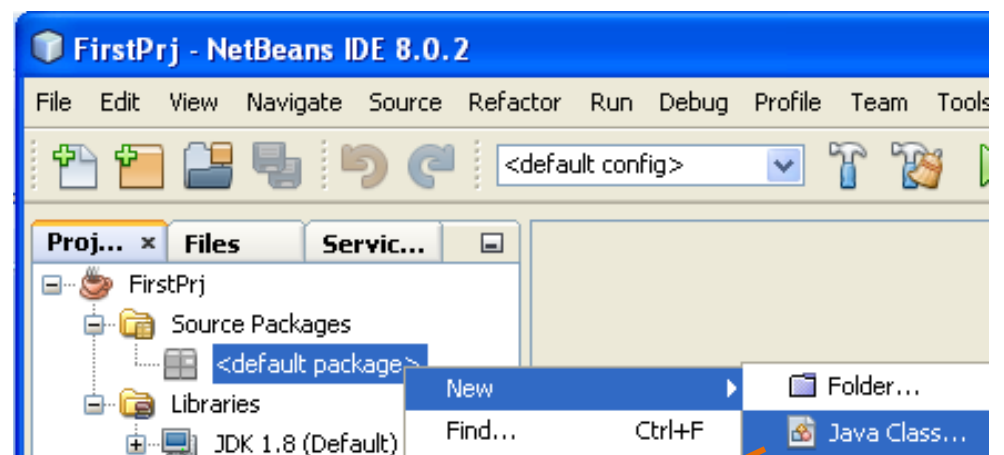 FirstPrj - NetBeans IDE 8.0.2
File Edit View Navigate Source Refactor Run Debug Profile Team Tools
<default config>
Proj... × Files Servic...
FirstPrj
Source Packages
<default package>
New Folder...
Libraries
Find... Ctrl+F Java Class...
JDK 1.8 (Default)